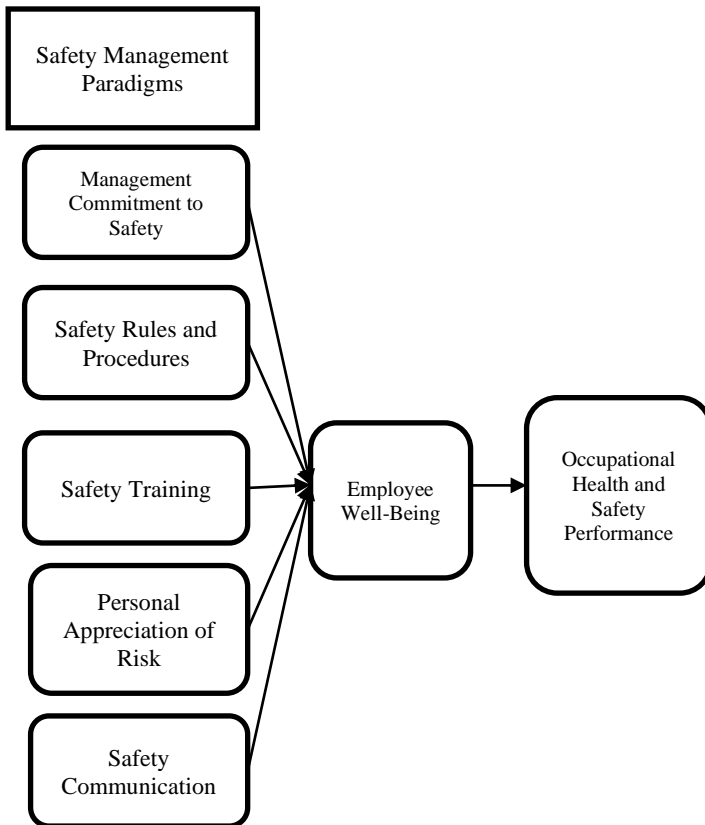 Safety Management
Paradigms
Management
Commitment to
Safety
Safety Rules and
Procedures
Safety Training
Personal
Appreciation of
Risk
Safety
Communication
Employee
Well-Being
Occupational
Health and
Safety
Performance